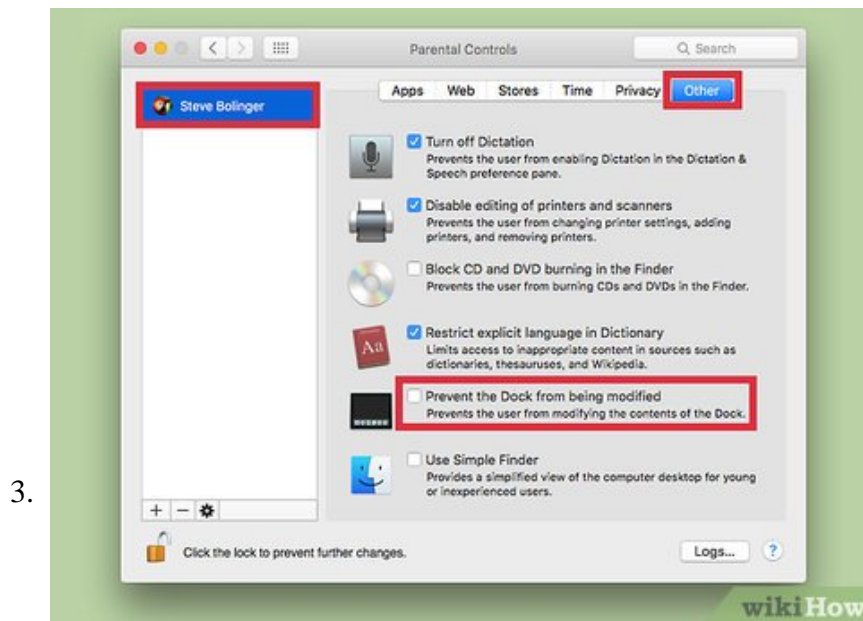 Parental Controls
Search
Steve Bolinger
Apps Web Stores Time Privacy Other
Turn off Dictation
Prevents the user from enabling Dictation in the Dictation &
Speech preference pane.
Disable editing of printers and scanners
Prevents the user from changing printer settings, adding
printers, and removing printers.
Block CD and DVD burning in the Finder
Prevents the user from burning CDs and DVDs in the Finder.
Aa
Restrict explicit language in Dictionary
Limits access to inappropriate content in sources such as
dictionaries, thesauruses, and Wikipedia.
Prevent the Dock from being modified
Prevents the user from modifying the contents of the Dock.
Use Simple Finder
Provides a simplified view of the computer desktop for young
or inexperienced users.
3.
+ −
Click the lock to prevent further changes.
Logs... ?
wikiHow